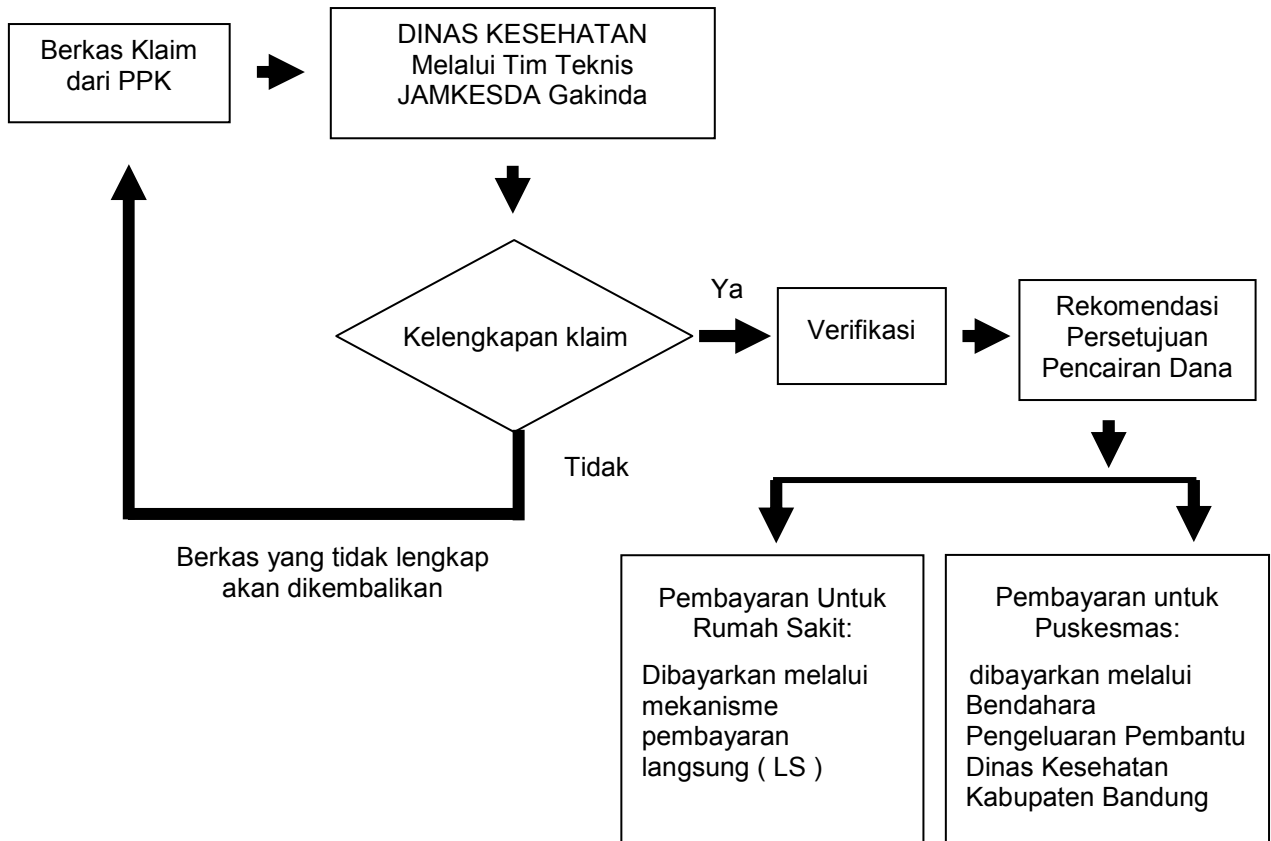 Berkas Klaim
dari PPK
DINAS KESEHATAN
Melalui Tim Teknis
JAMKESDA Gakinda
Kelengkapan klaim
Ya
Verifikasi
Rekomendasi
Persetujuan
Pencairan Dana
Tidak
Berkas yang tidak lengkap
akan dikembalikan
Pembayaran Untuk
Rumah Sakit:
Dibayarkan melalui
mekanisme
pembayaran
langsung ( LS )
Pembayaran untuk
Puskesmas:
dibayarkan melalui
Bendahara
Pengeluaran Pembantu
Dinas Kesehatan
Kabupaten Bandung